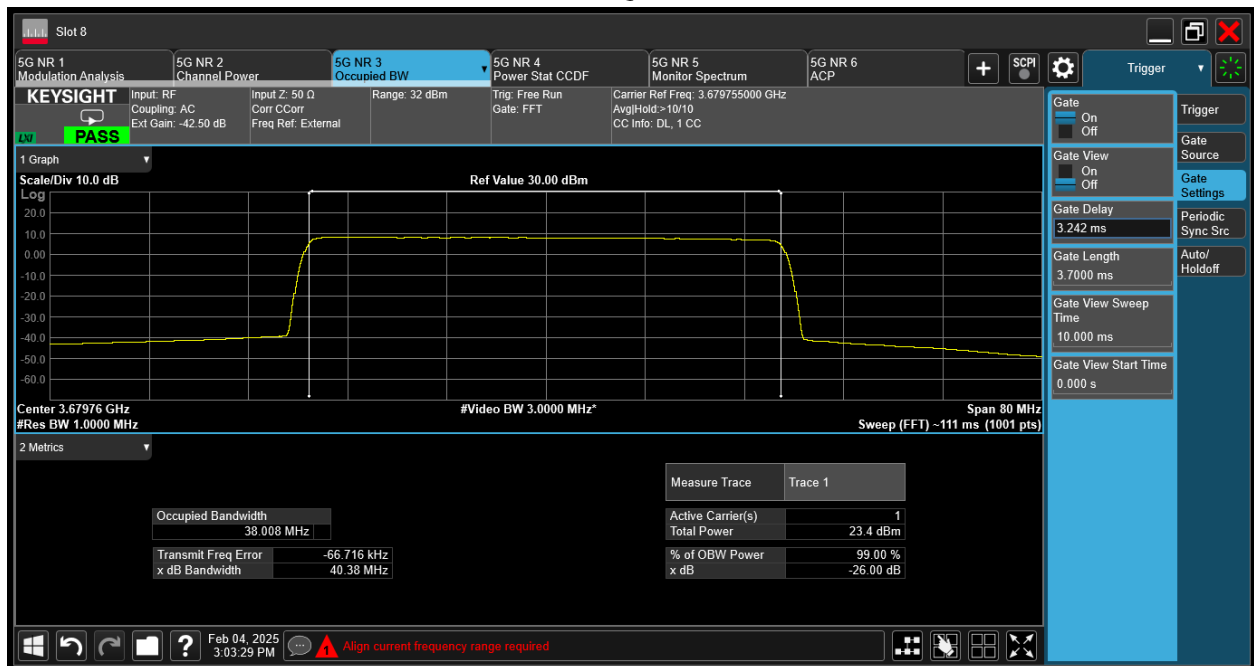 Slot 8
5G NR 1
Modulation Analysis
5G NR 2
Channel Power
5G NR 3
Occupied BW
5G NR 4
Power Stat CCDF
5G NR 5
Monitor Spectrum
5G NR 6
ACP
SCPI
Trigger
KEYSIGHT
LXI
PASS
Input: RF
Coupling: AC
Ext Gain: -42.50 dB
Input Z: 50 Ω
Corr CCorr
Freq Ref: External
Range: 32 dBm
Trig: Free Run
Gate: FFT
Carrier Ref Freq: 3.679755000 GHz
Avg|Hold:>10/10
CC Info: DL, 1 CC
1 Graph
Scale/Div 10.0 dB
Ref Value 30.00 dBm
Log
20.0
10.0
0.00
-10.0
-20.0
-30.0
-40.0
-50.0
-60.0
Center 3.67976 GHz
#Video BW 3.0000 MHz*
Span 80 MHz
#Res BW 1.0000 MHz
Sweep (FFT) ~111 ms (1001 pts)
2 Metrics
Measure Trace Trace 1
Occupied Bandwidth
38.008 MHz
Active Carrier(s) 1
Total Power 23.4 dBm
Transmit Freq Error -66.716 kHz
x dB Bandwidth 40.38 MHz
% of OBW Power 99.00 %
x dB -26.00 dB
Gate
On
Off
Gate View
On
Off
Gate Delay
3.242 ms
Gate Length
3.7000 ms
Gate View Sweep
Time
10.000 ms
Gate View Start Time
0.000 s
Trigger
Gate
Source
Gate
Settings
Periodic
Sync Src
Auto/
Holdoff
?
Feb 04, 2025
3:03:29 PM
1
Align current frequency range required